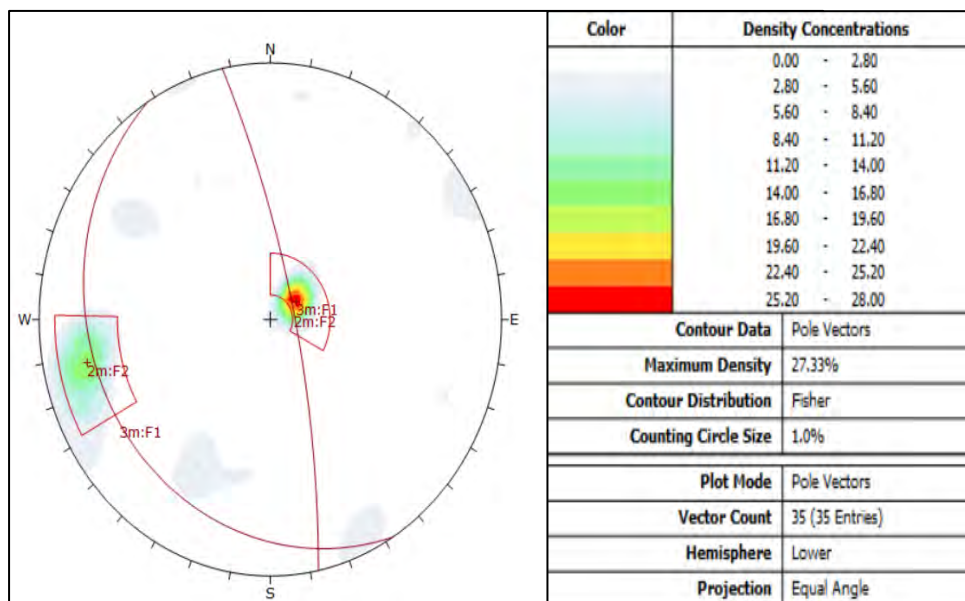 N
W
E
S
3m:F1
2m:F2
2m:F2
3m:F1
Color Density Concentrations
0.00 - 2.80
2.80 - 5.60
5.60 - 8.40
8.40 - 11.20
11.20 - 14.00
14.00 - 16.80
16.80 - 19.60
19.60 - 22.40
22.40 - 25.20
25.20 - 28.00
Contour Data Pole Vectors
Maximum Density 27.33%
Contour Distribution Fisher
Counting Circle Size 1.0%
Plot Mode Pole Vectors
Vector Count 35 (35 Entries)
Hemisphere Lower
Projection Equal Angle